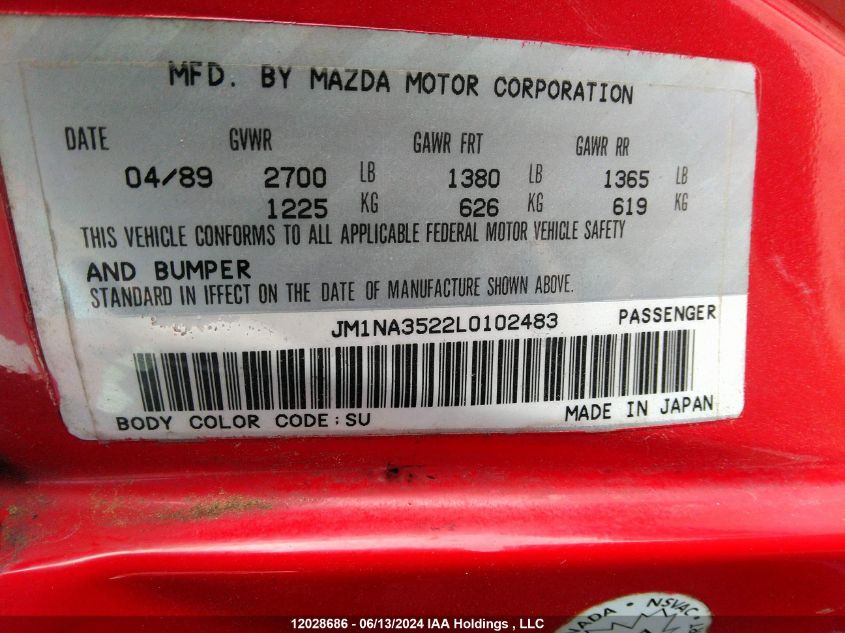 MFD. BY MAZDA MOTOR CORPORATION
DATE GVWR GAWR FRT GAWR RR
04/89 2700 LB 1380 LB 1365 LB
1225 KG 626 KG 619 KG
THIS VEHICLE CONFORMS TO ALL APPLICABLE FEDERAL MOTOR VEHICLE SAFETY
AND BUMPER
STANDARD IN IFFECT ON THE DATE OF MANUFACTURE SHOWN ABOVE.
JM1NA3522L0102483 PASSENGER
BODY COLOR CODE:SU MADE IN JAPAN
NSVAC
12028686 - 06/13/2024 IAA Holdings , LLC